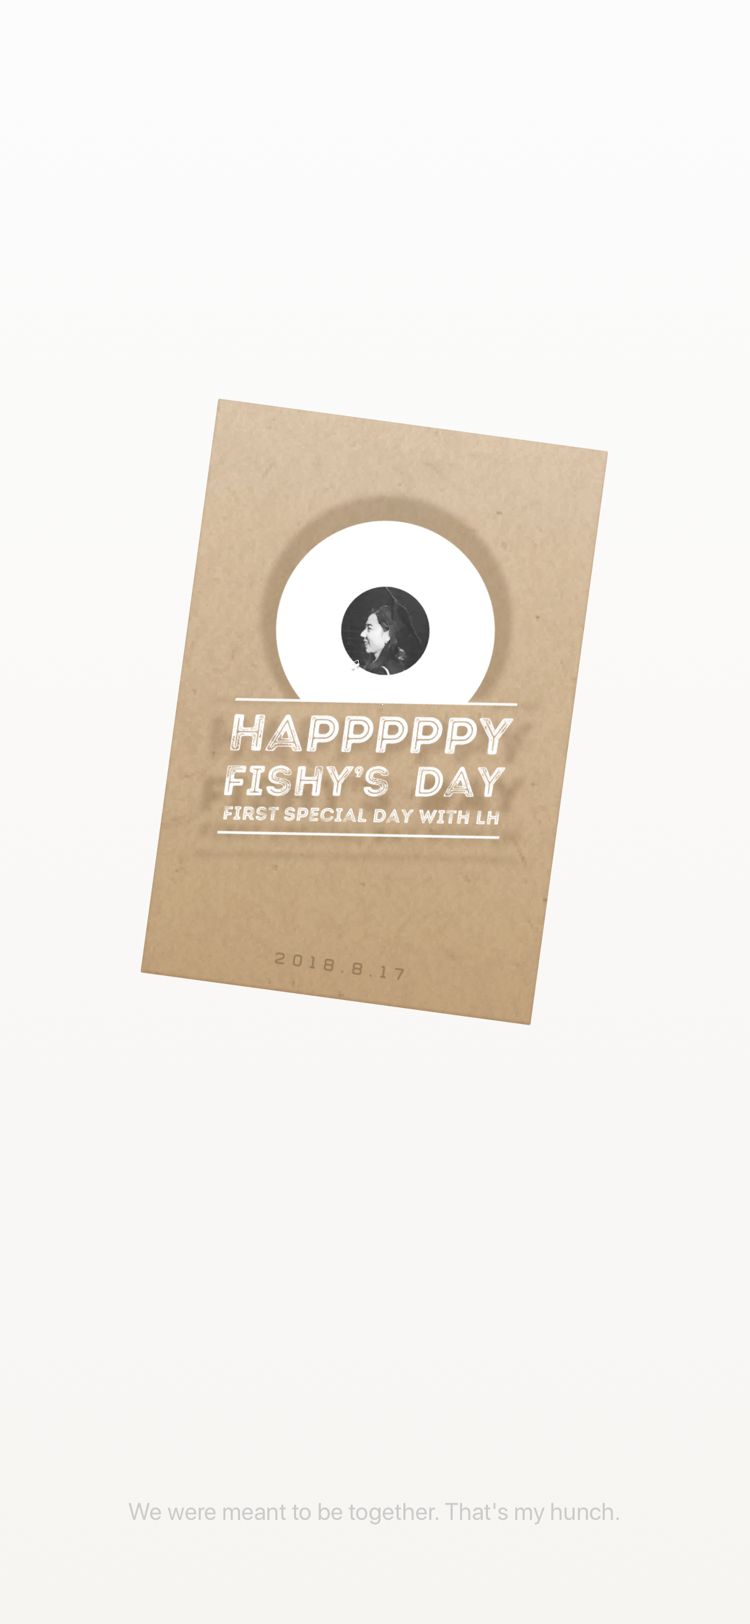 HAPPPPPY
FISHY'S DAY
FIRST SPECIAL DAY WITH LH
2018.8.17
We were meant to be together. That's my hunch.